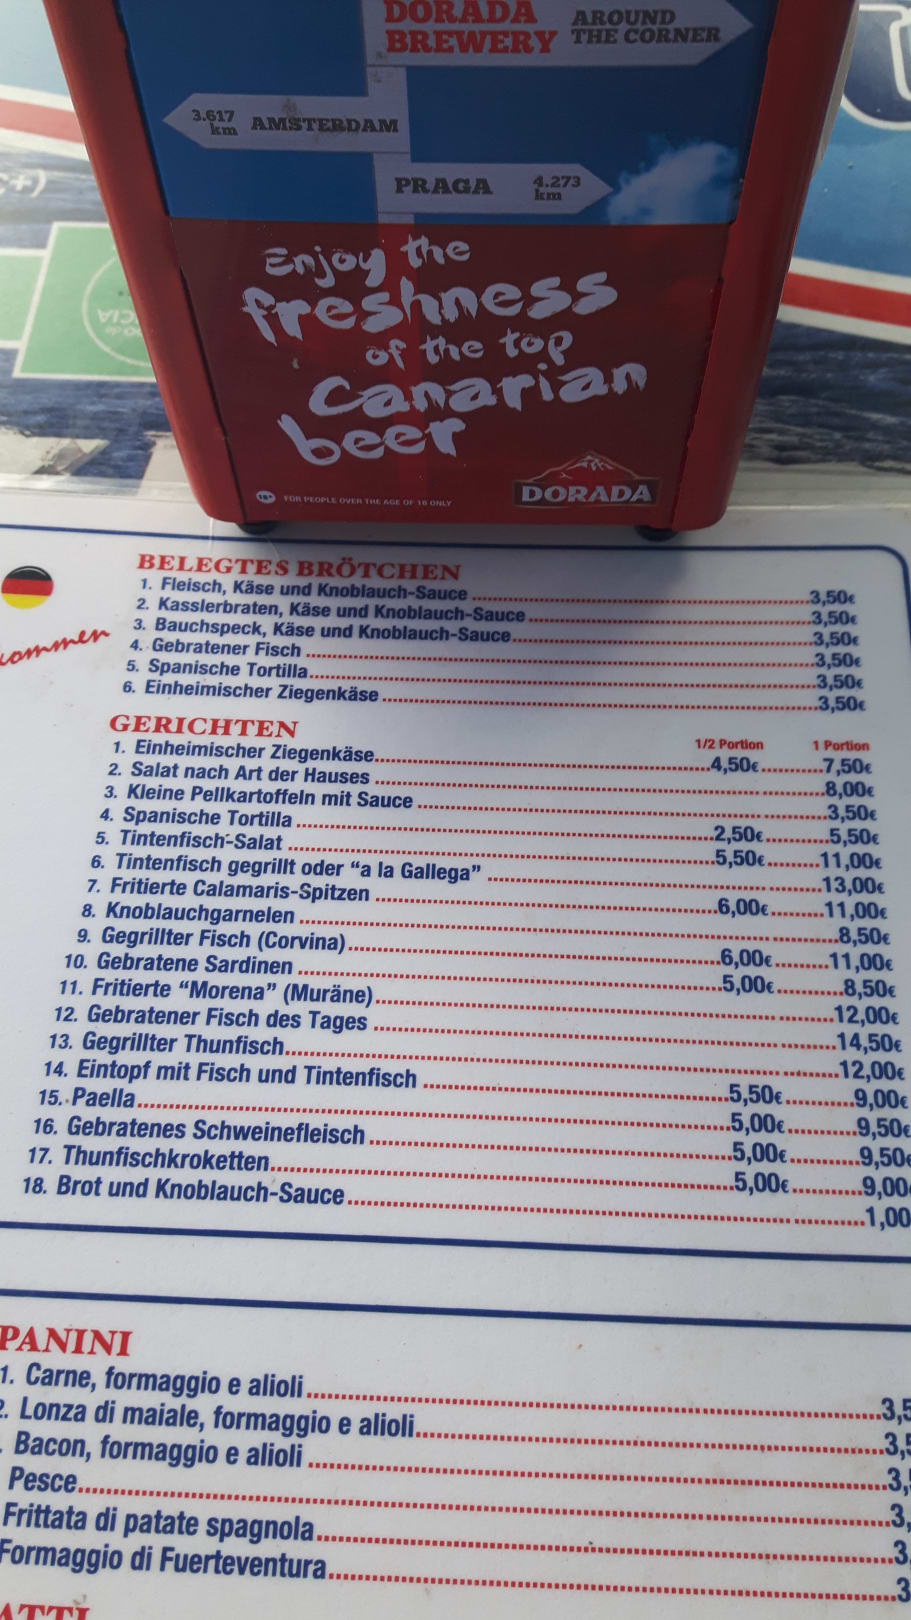 DORADA BREWERY AROUND THE CORNER
3.617 km AMSTERDAM
PRAGA 4.273 km
Enjoy the
freshness
of the top
Canarian
beer
18+ FOR PEOPLE OVER THE AGE OF 18 ONLY
DORADA
BELEGTES BRÖTCHEN
1. Fleisch, Käse und Knoblauch-Sauce 3,50€
2. Kasslerbraten, Käse und Knoblauch-Sauce 3,50€
3. Bauchspeck, Käse und Knoblauch-Sauce 3,50€
4. Gebratener Fisch 3,50€
5. Spanische Tortilla 3,50€
6. Einheimischer Ziegenkäse 3,50€
GERICHTEN 1/2 Portion 1 Portion
1. Einheimischer Ziegenkäse 4,50€ 7,50€
2. Salat nach Art der Hauses 8,00€
3. Kleine Pellkartoffeln mit Sauce 3,50€
4. Spanische Tortilla 2,50€ 5,50€
5. Tintenfisch-Salat 5,50€ 11,00€
6. Tintenfisch gegrillt oder “a la Gallega” 13,00€
7. Fritierte Calamaris-Spitzen 6,00€ 11,00€
8. Knoblauchgarnelen 8,50€
9. Gegrillter Fisch (Corvina) 6,00€ 11,00€
10. Gebratene Sardinen 5,00€ 8,50€
11. Fritierte “Morena” (Muräne) 12,00€
12. Gebratener Fisch des Tages 14,50€
13. Gegrillter Thunfisch 12,00€
14. Eintopf mit Fisch und Tintenfisch 5,50€ 9,00€
15. Paella 5,00€ 9,50€
16. Gebratenes Schweinefleisch 5,00€ 9,50€
17. Thunfischkroketten 5,00€ 9,00
18. Brot und Knoblauch-Sauce 1,00
PANINI
1. Carne, formaggio e alioli 3,5
2. Lonza di maiale, formaggio e alioli 3,5
. Bacon, formaggio e alioli 3,
Pesce 3,
Frittata di patate spagnola 3
Formaggio di Fuerteventura 3